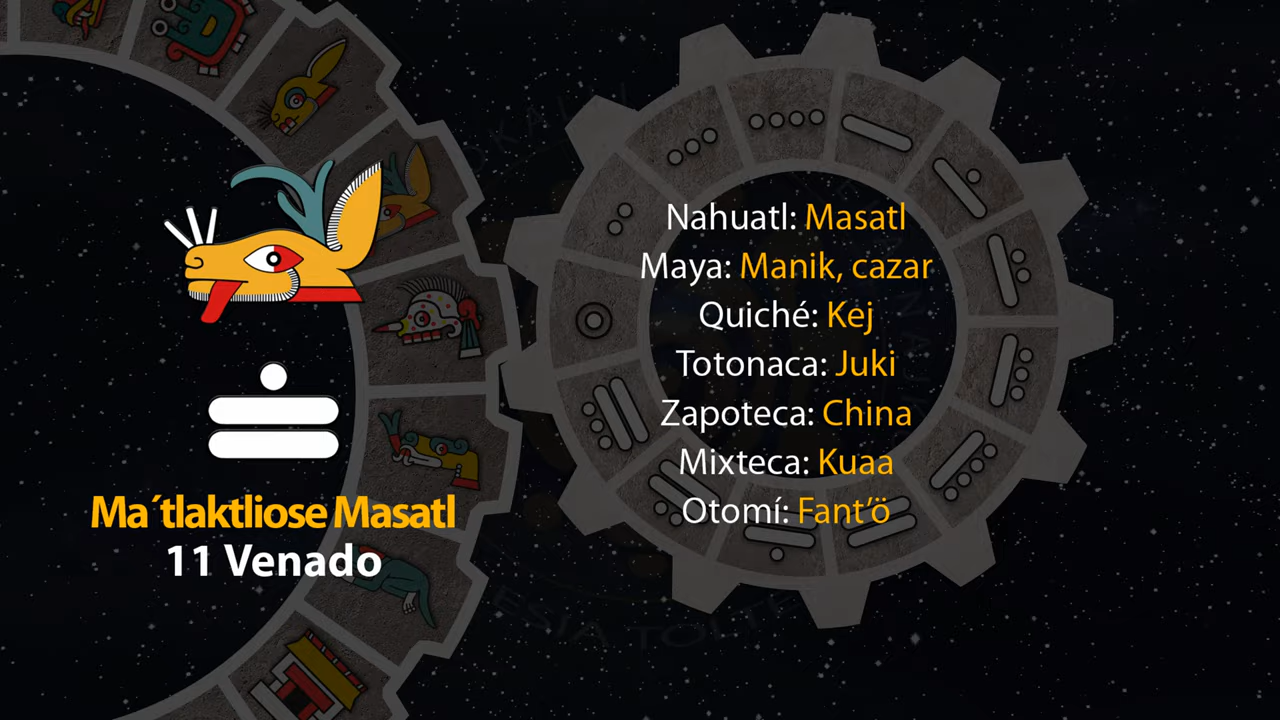 Ma´tlaktliose Masatl
11 Venado
Nahuatl: Masatl
Maya: Manik, cazar
Quiché: Kej
Totonaca: Juki
Zapoteca: China
Mixteca: Kuaa
Otomí: Fant’ö